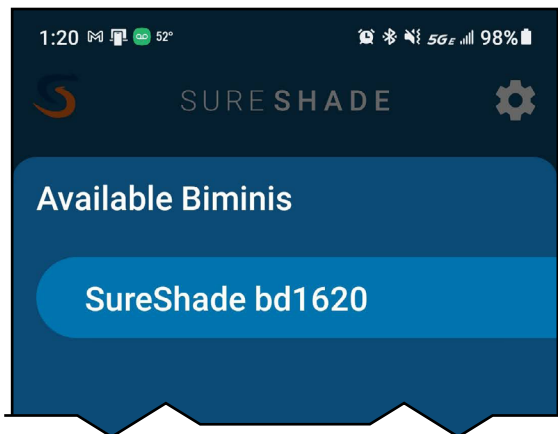 1:20 52° 5GE 98%
SURESHADE
Available Biminis
SureShade bd1620